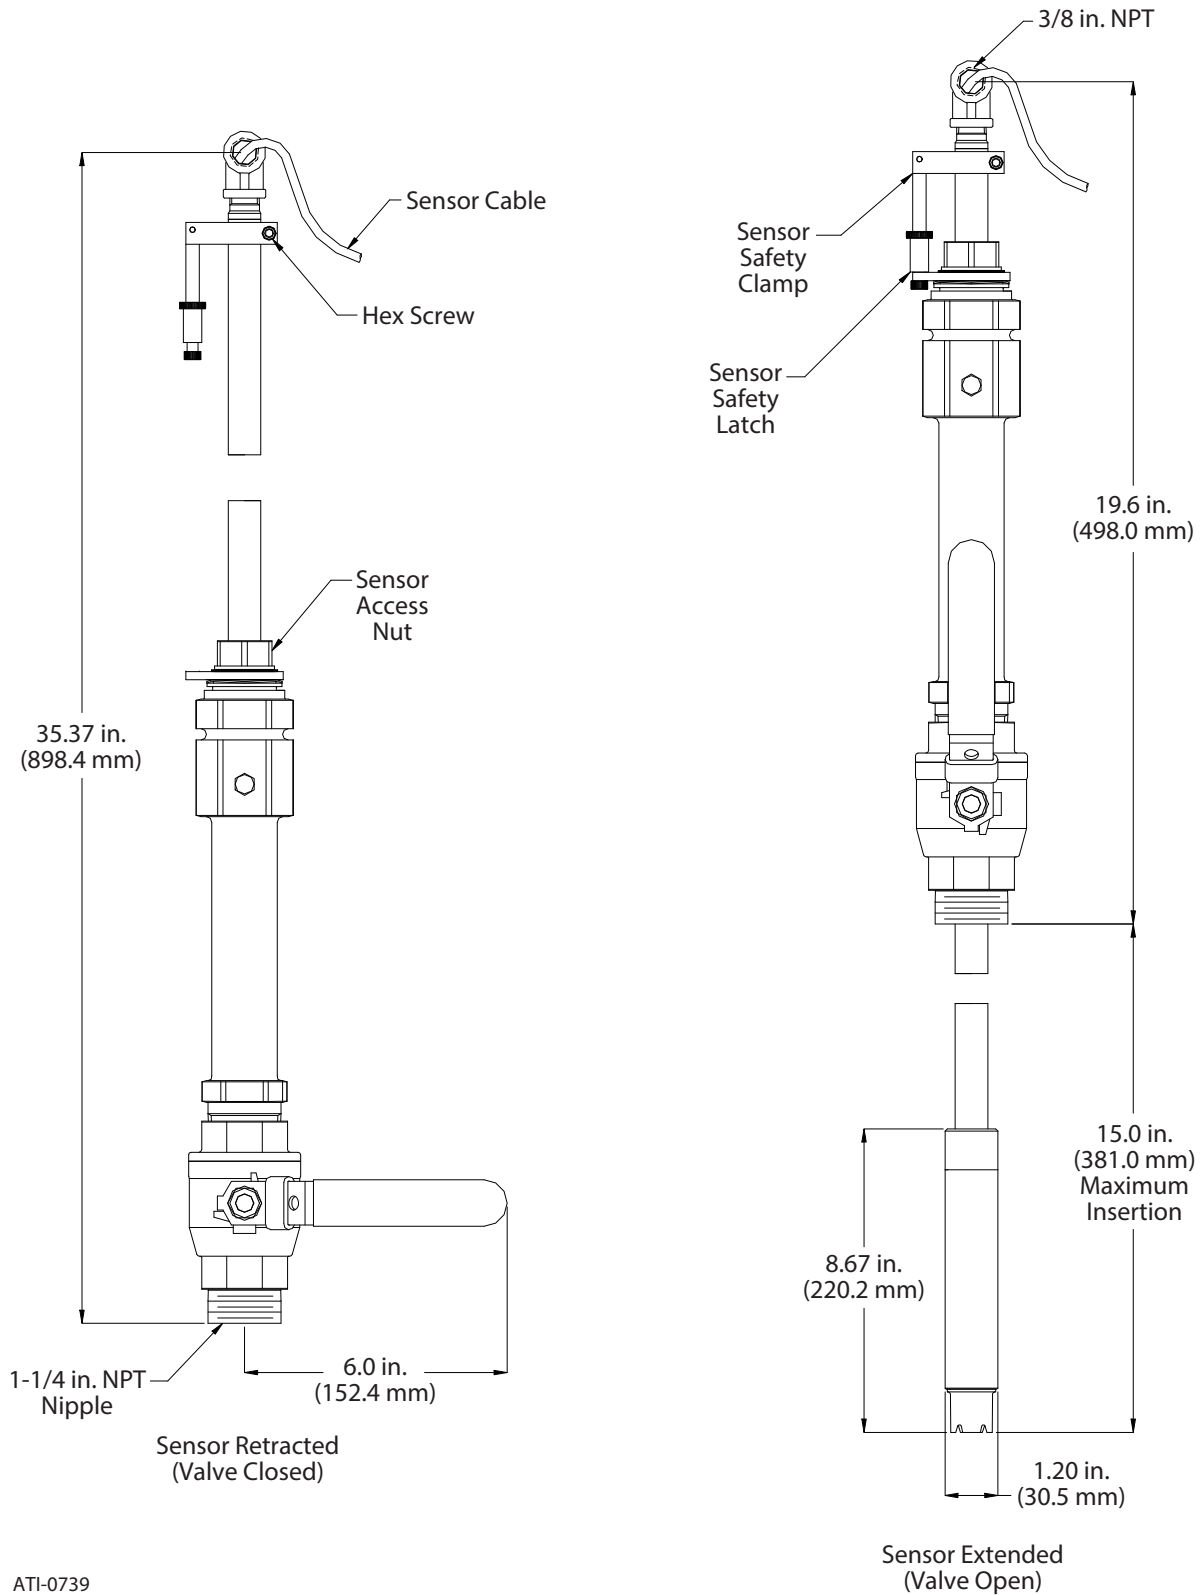 3/8 in. NPT
Sensor Cable
Hex Screw
Sensor
Safety
Clamp
Sensor
Safety
Latch
19.6 in.
(498.0 mm)
Sensor
Access
Nut
35.37 in.
(898.4 mm)
15.0 in.
(381.0 mm)
Maximum
Insertion
8.67 in.
(220.2 mm)
1-1/4 in. NPT
Nipple
6.0 in.
(152.4 mm)
Sensor Retracted
(Valve Closed)
1.20 in.
(30.5 mm)
Sensor Extended
(Valve Open)
ATI-0739